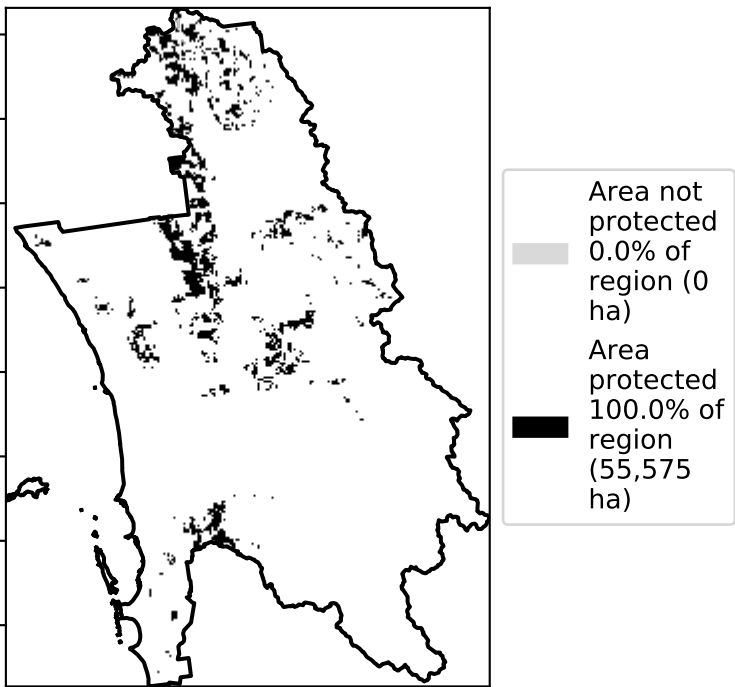 Area not
protected
0.0% of
region (0
ha)
Area
protected
100.0% of
region
(55,575
ha)